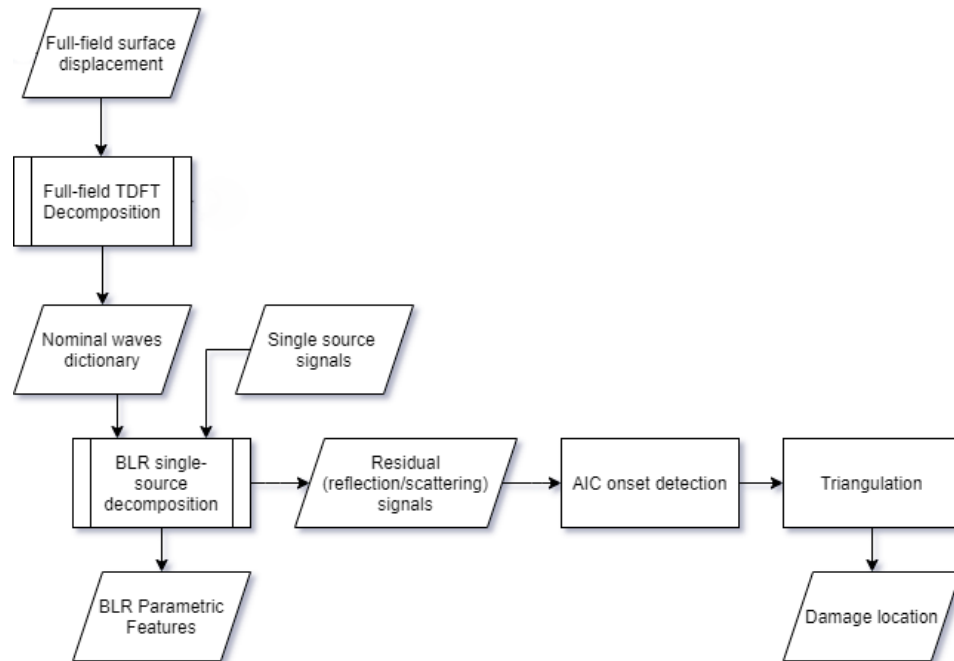 Full-field surface
displacement
Full-field TDFT
Decomposition
Nominal waves
dictionary
Single source
signals
BLR single-
source
decomposition
Residual
(reflection/scattering)
signals
AIC onset detection
Triangulation
BLR Parametric
Features
Damage location